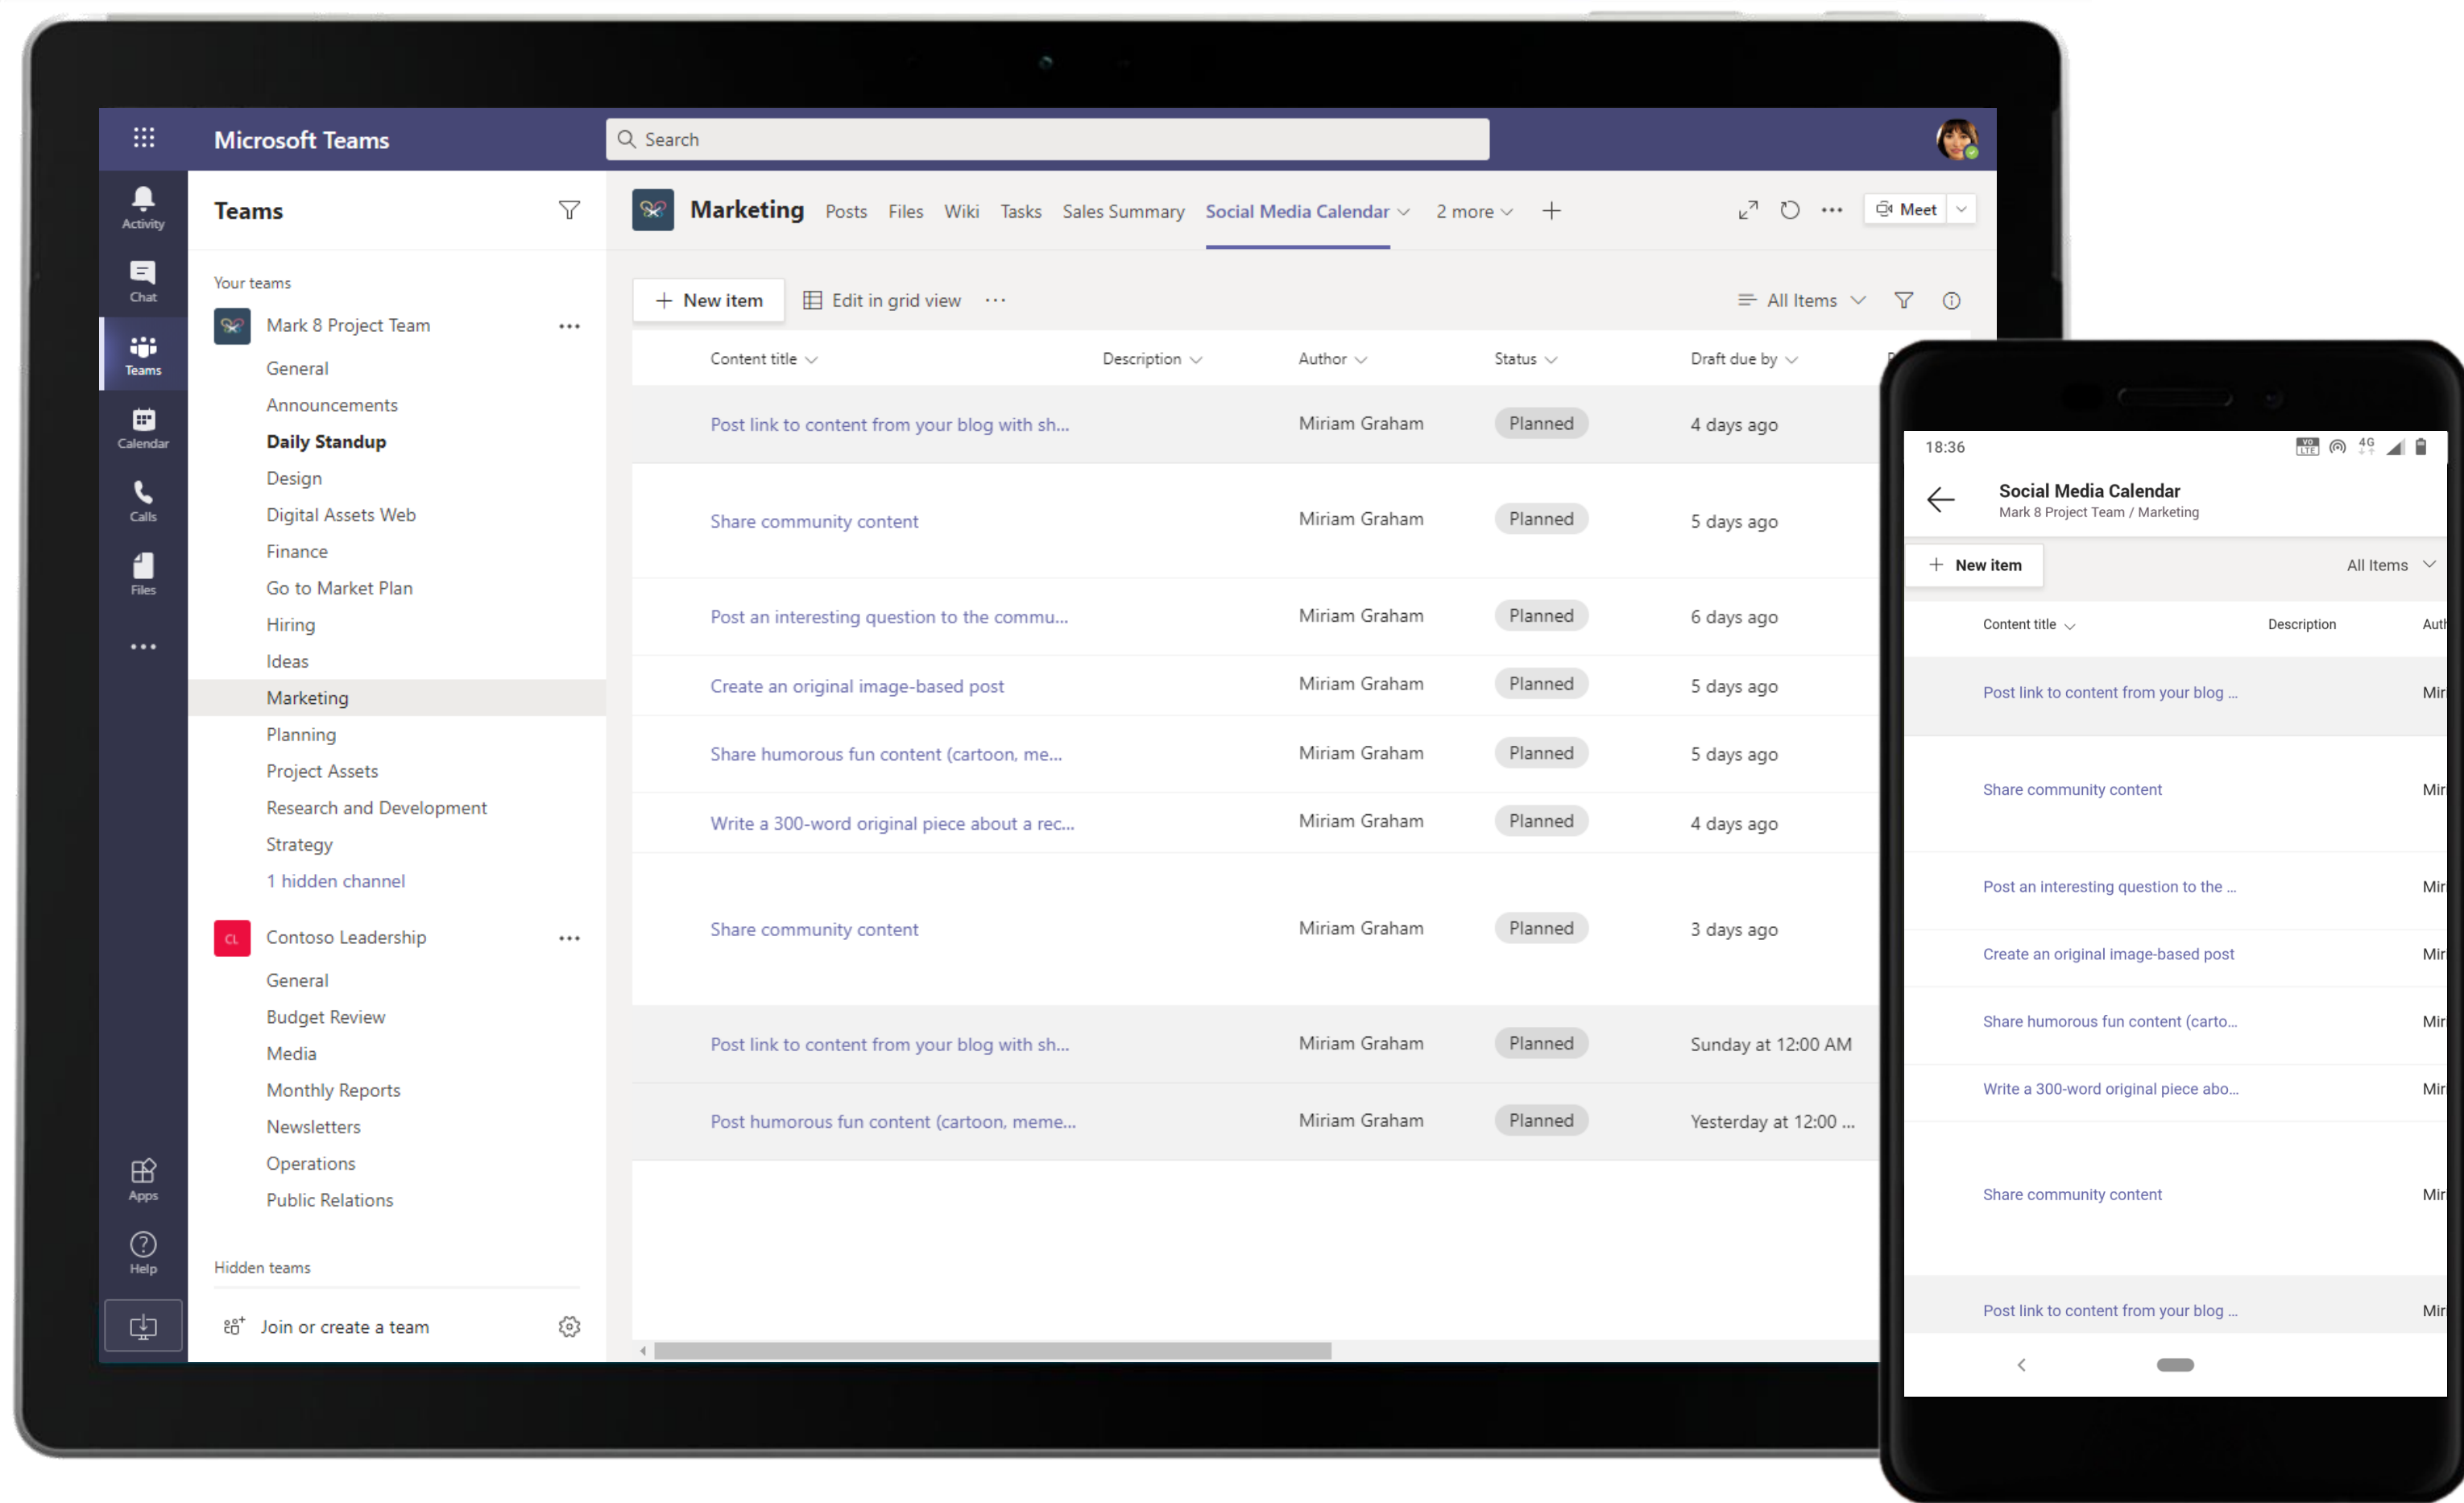 Microsoft Teams
Search
Activity
Chat
Teams
Calendar
Calls
Files
Apps
Help
Teams
Your teams
Mark 8 Project Team
General
Announcements
Daily Standup
Design
Digital Assets Web
Finance
Go to Market Plan
Hiring
Ideas
Marketing
Planning
Project Assets
Research and Development
Strategy
1 hidden channel
CL Contoso Leadership
General
Budget Review
Media
Monthly Reports
Newsletters
Operations
Public Relations
Hidden teams
Join or create a team
Marketing Posts Files Wiki Tasks Sales Summary Social Media Calendar 2 more Meet
New item Edit in grid view ... All Items
Content title Description Author Status Draft due by
Post link to content from your blog with sh... Miriam Graham Planned 4 days ago
Share community content Miriam Graham Planned 5 days ago
Post an interesting question to the commu... Miriam Graham Planned 6 days ago
Create an original image-based post Miriam Graham Planned 5 days ago
Share humorous fun content (cartoon, me... Miriam Graham Planned 5 days ago
Write a 300-word original piece about a rec... Miriam Graham Planned 4 days ago
Share community content Miriam Graham Planned 3 days ago
Post link to content from your blog with sh... Miriam Graham Planned Sunday at 12:00 AM
Post humorous fun content (cartoon, meme... Miriam Graham Planned Yesterday at 12:00 ...
18:36 VO LTE 4G
Social Media Calendar
Mark 8 Project Team / Marketing
New item All Items
Content title Description Auth
Post link to content from your blog ... Mir
Share community content Mir
Post an interesting question to the ... Mir
Create an original image-based post Mir
Share humorous fun content (carto... Mir
Write a 300-word original piece abo... Mir
Share community content Mir
Post link to content from your blog ... Mir